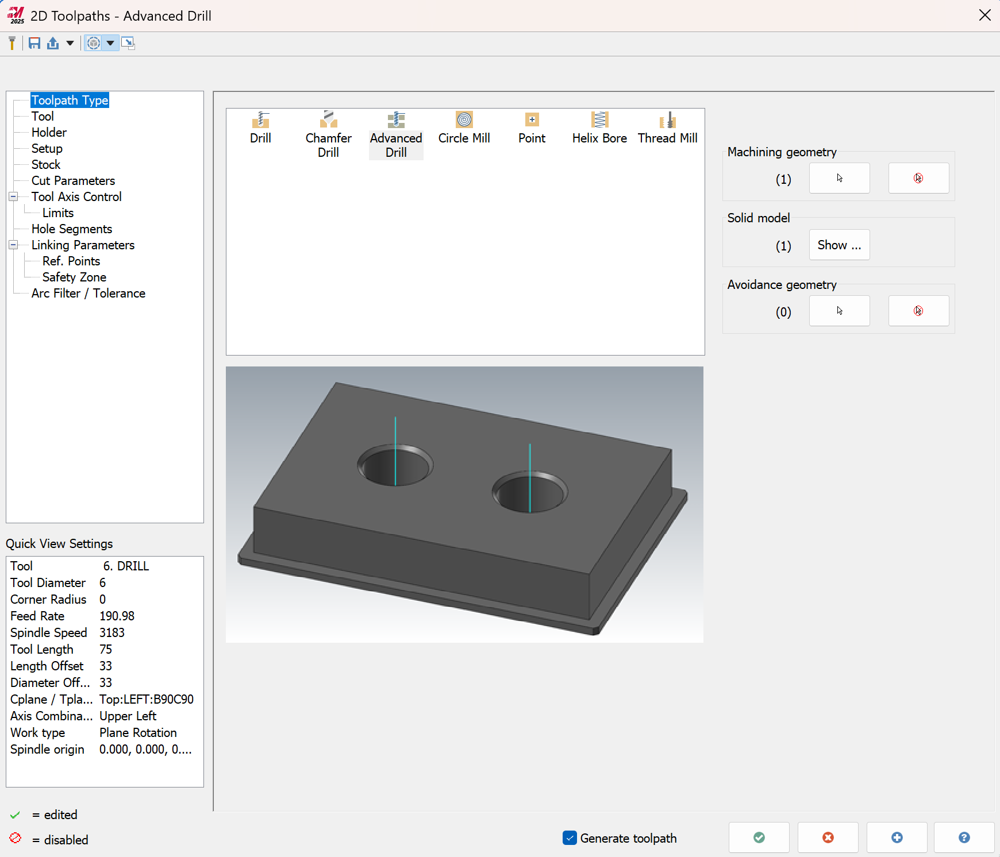 2025
2D Toolpaths - Advanced Drill
Toolpath Type
Tool
Holder
Setup
Stock
Cut Parameters
Tool Axis Control
Limits
Hole Segments
Linking Parameters
Ref. Points
Safety Zone
Arc Filter / Tolerance
Drill
Chamfer
Drill
Advanced
Drill
Circle Mill
Point
Helix Bore
Thread Mill
Machining geometry
(1)
Solid model
(1) Show ...
Avoidance geometry
(0)
Quick View Settings
Tool 6. DRILL
Tool Diameter 6
Corner Radius 0
Feed Rate 190.98
Spindle Speed 3183
Tool Length 75
Length Offset 33
Diameter Off... 33
Cplane / Tpla... Top:LEFT:B90C90
Axis Combina... Upper Left
Work type Plane Rotation
Spindle origin 0.000, 0.000, 0....
= edited
= disabled
Generate toolpath